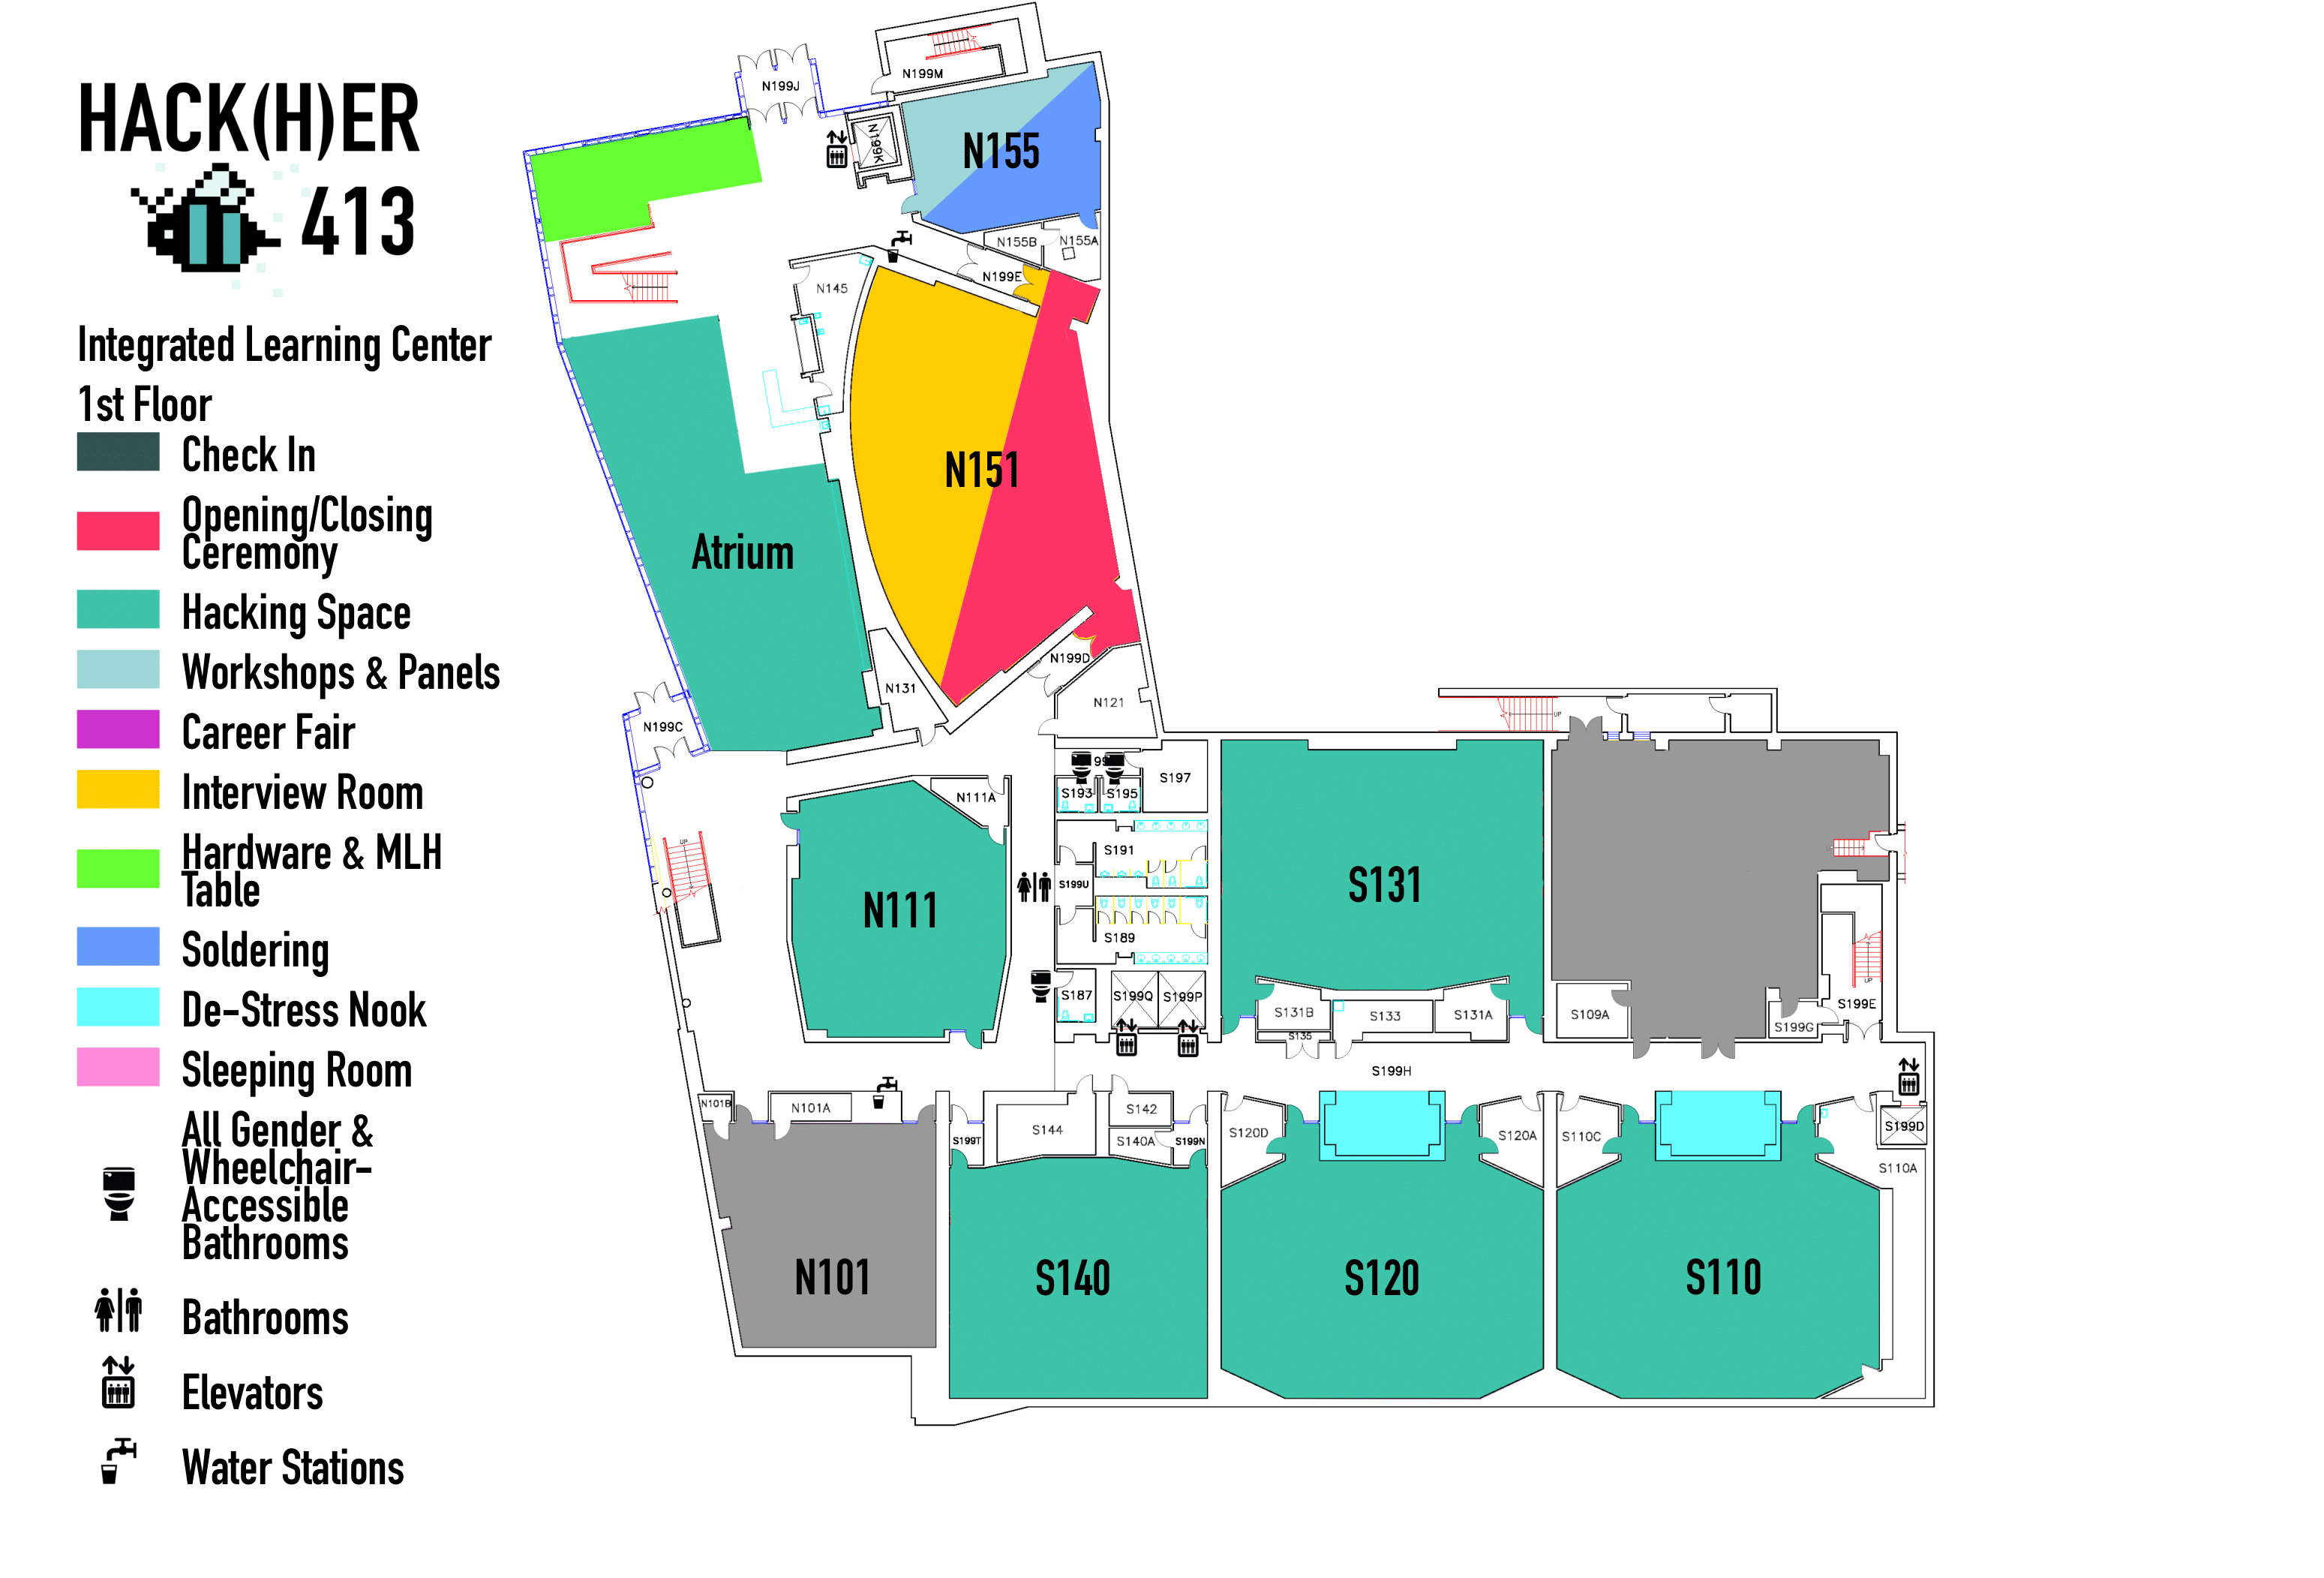 HACK(H)ER
413
Integrated Learning Center
1st Floor
Check In
Opening/Closing
Ceremony
Hacking Space
Workshops & Panels
Career Fair
Interview Room
Hardware & MLH
Table
Soldering
De-Stress Nook
Sleeping Room
All Gender &
Wheelchair-
Accessible
Bathrooms
Bathrooms
Elevators
Water Stations
N199M
N199J
N199K
N155
N155B
N155A
N199E
N145
N151
Atrium
N199D
N131
N121
N199C
S197
S193
S195
N111A
UP
S191
N111
S199U
S189
S131
S187
S199Q
S199P
S131B
S133
S131A
S135
S109A
S199G
S199E
UP
UP
S199H
N101B
N101A
S142
S144
S140A
S199T
S199N
S120D
S120A
S110C
S199D
S110A
N101
S140
S120
S110